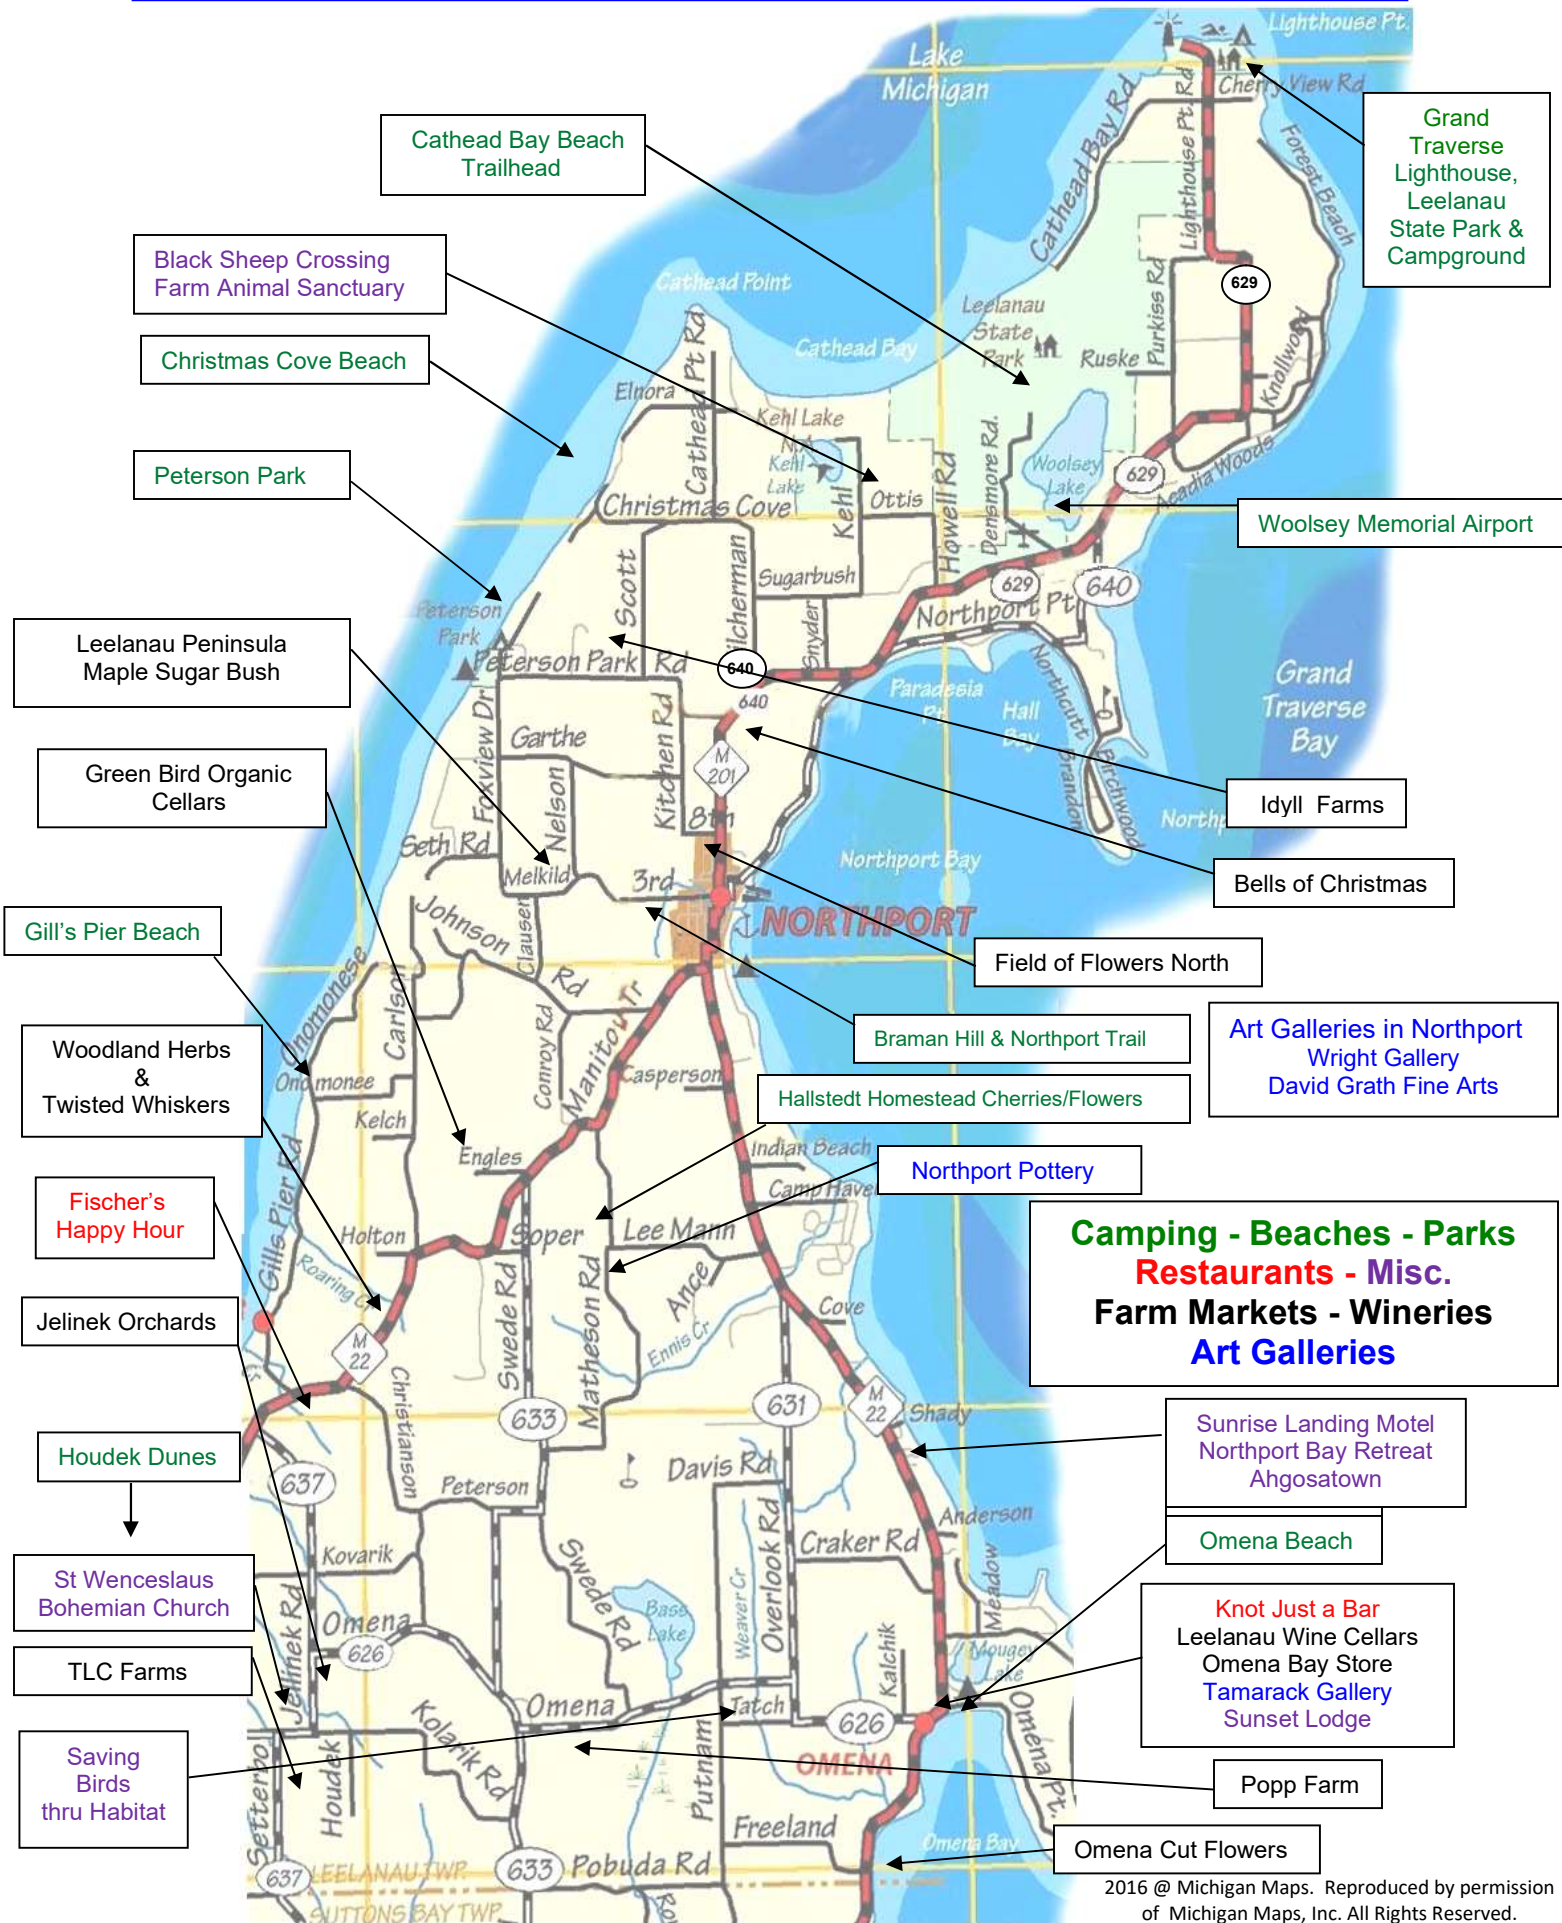 Lighthouse Pt.
Lake
Michigan
Cherry View Rd
Cathead Bay Rd
Lighthouse Pt. Rd
Forest Beach
Grand
Traverse
Lighthouse,
Leelanau
State Park &
Campground
Cathead Bay Beach
Trailhead
Black Sheep Crossing
Farm Animal Sanctuary
Cathead Point
629
Leelanau
State
Park
Purkiss Rd
Ruske
Knollwood
Christmas Cove Beach
Cathead Bay
Cathead Pt Rd
Elnora
Kehl Lake
N.A.
Kehl
Lake
Peterson Park
Christmas Cove
Kehl
Ottis
Howell Rd
Densmore Rd.
Woolsey
Lake
629
Acadia Woods
Woolsey Memorial Airport
Scott
Kilcherman
Sugarbush
Snyder
629
640
Northport Pt
Peterson
Park
Leelanau Peninsula
Maple Sugar Bush
Peterson Park Rd
640
640
Paradesia
Pt.
Hall
Bay
Northcutt
Brandon
Birchwood
Grand
Traverse
Bay
Foxview Dr
Garthe
Kitchen Rd
M
201
Green Bird Organic
Cellars
Nelson
8th
Idyll Farms
Northp
Seth Rd
Melkild
3rd
Northport Bay
Bells of Christmas
Gill's Pier Beach
Johnson
Rd
Clausen
NORTHPORT
Field of Flowers North
Onomonese
Carlson
Conroy Rd
Manitou Tr
Braman Hill & Northport Trail
Art Galleries in Northport
Wright Gallery
David Grath Fine Arts
Woodland Herbs
&
Twisted Whiskers
Onomonee
Casperson
Kelch
Hallstedt Homestead Cherries/Flowers
Engles
Indian Beach
Northport Pottery
Gills Pier Rd
Camp Haven
Fischer's
Happy Hour
Holton
Soper
Lee Mann
Camping - Beaches - Parks
Restaurants - Misc.
Farm Markets - Wineries
Art Galleries
Roaring Cr
Swede Rd
Matheson Rd
Ance
Jelinek Orchards
Cove
Ennis Cr
M
22
Christianson
633
631
M
22
Shady
Sunrise Landing Motel
Northport Bay Retreat
Ahgosatown
Houdek Dunes
637
Peterson
Davis Rd
Anderson
Omena Beach
Kovarik
Swede Rd
Craker Rd
Meadow
St Wenceslaus
Bohemian Church
Jelinek Rd
Omena
626
Bass
Lake
Weaver Cr
Overlook Rd
Kalchik
Mougey
Lake
Knot Just a Bar
Leelanau Wine Cellars
Omena Bay Store
Tamarack Gallery
Sunset Lodge
TLC Farms
Kolarik Rd
Omena
Tatch
626
OMENA
Omena Pt.
Saving
Birds
thru Habitat
Setterbo
Houdek
Putnam
Popp Farm
Freeland
Omena Bay
Omena Cut Flowers
637
LEELANAU TWP.
633
Pobuda Rd
SUTTONS BAY TWP.
2016 @ Michigan Maps. Reproduced by permission
of Michigan Maps, Inc. All Rights Reserved.